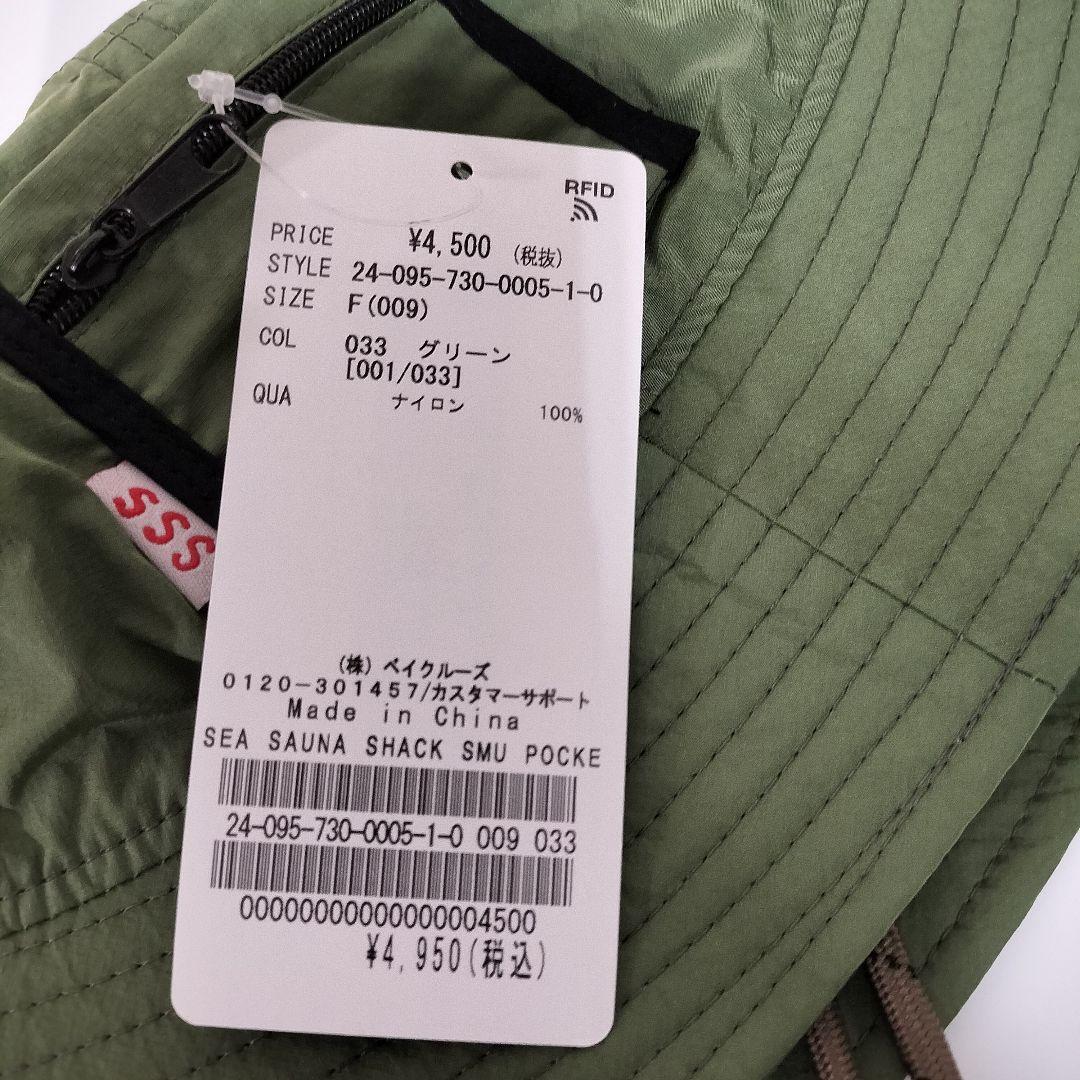 RFID
PRICE ¥4,500 (税抜)
STYLE 24-095-730-0005-1-0
SIZE F(009)
COL 033 グリーン
[001/033]
QUA ナイロン 100%
SSS
(株) ベイクルーズ
0120-301457/カスタマーサポート
Made in China
SEA SAUNA SHACK SMU POCKE
24-095-730-0005-1-0 009 033
00000000000000004500
¥4,950(税込)